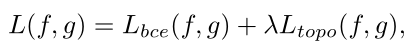 L(f, g) = L_{bce}(f, g) + λL_{topo}(f, g),